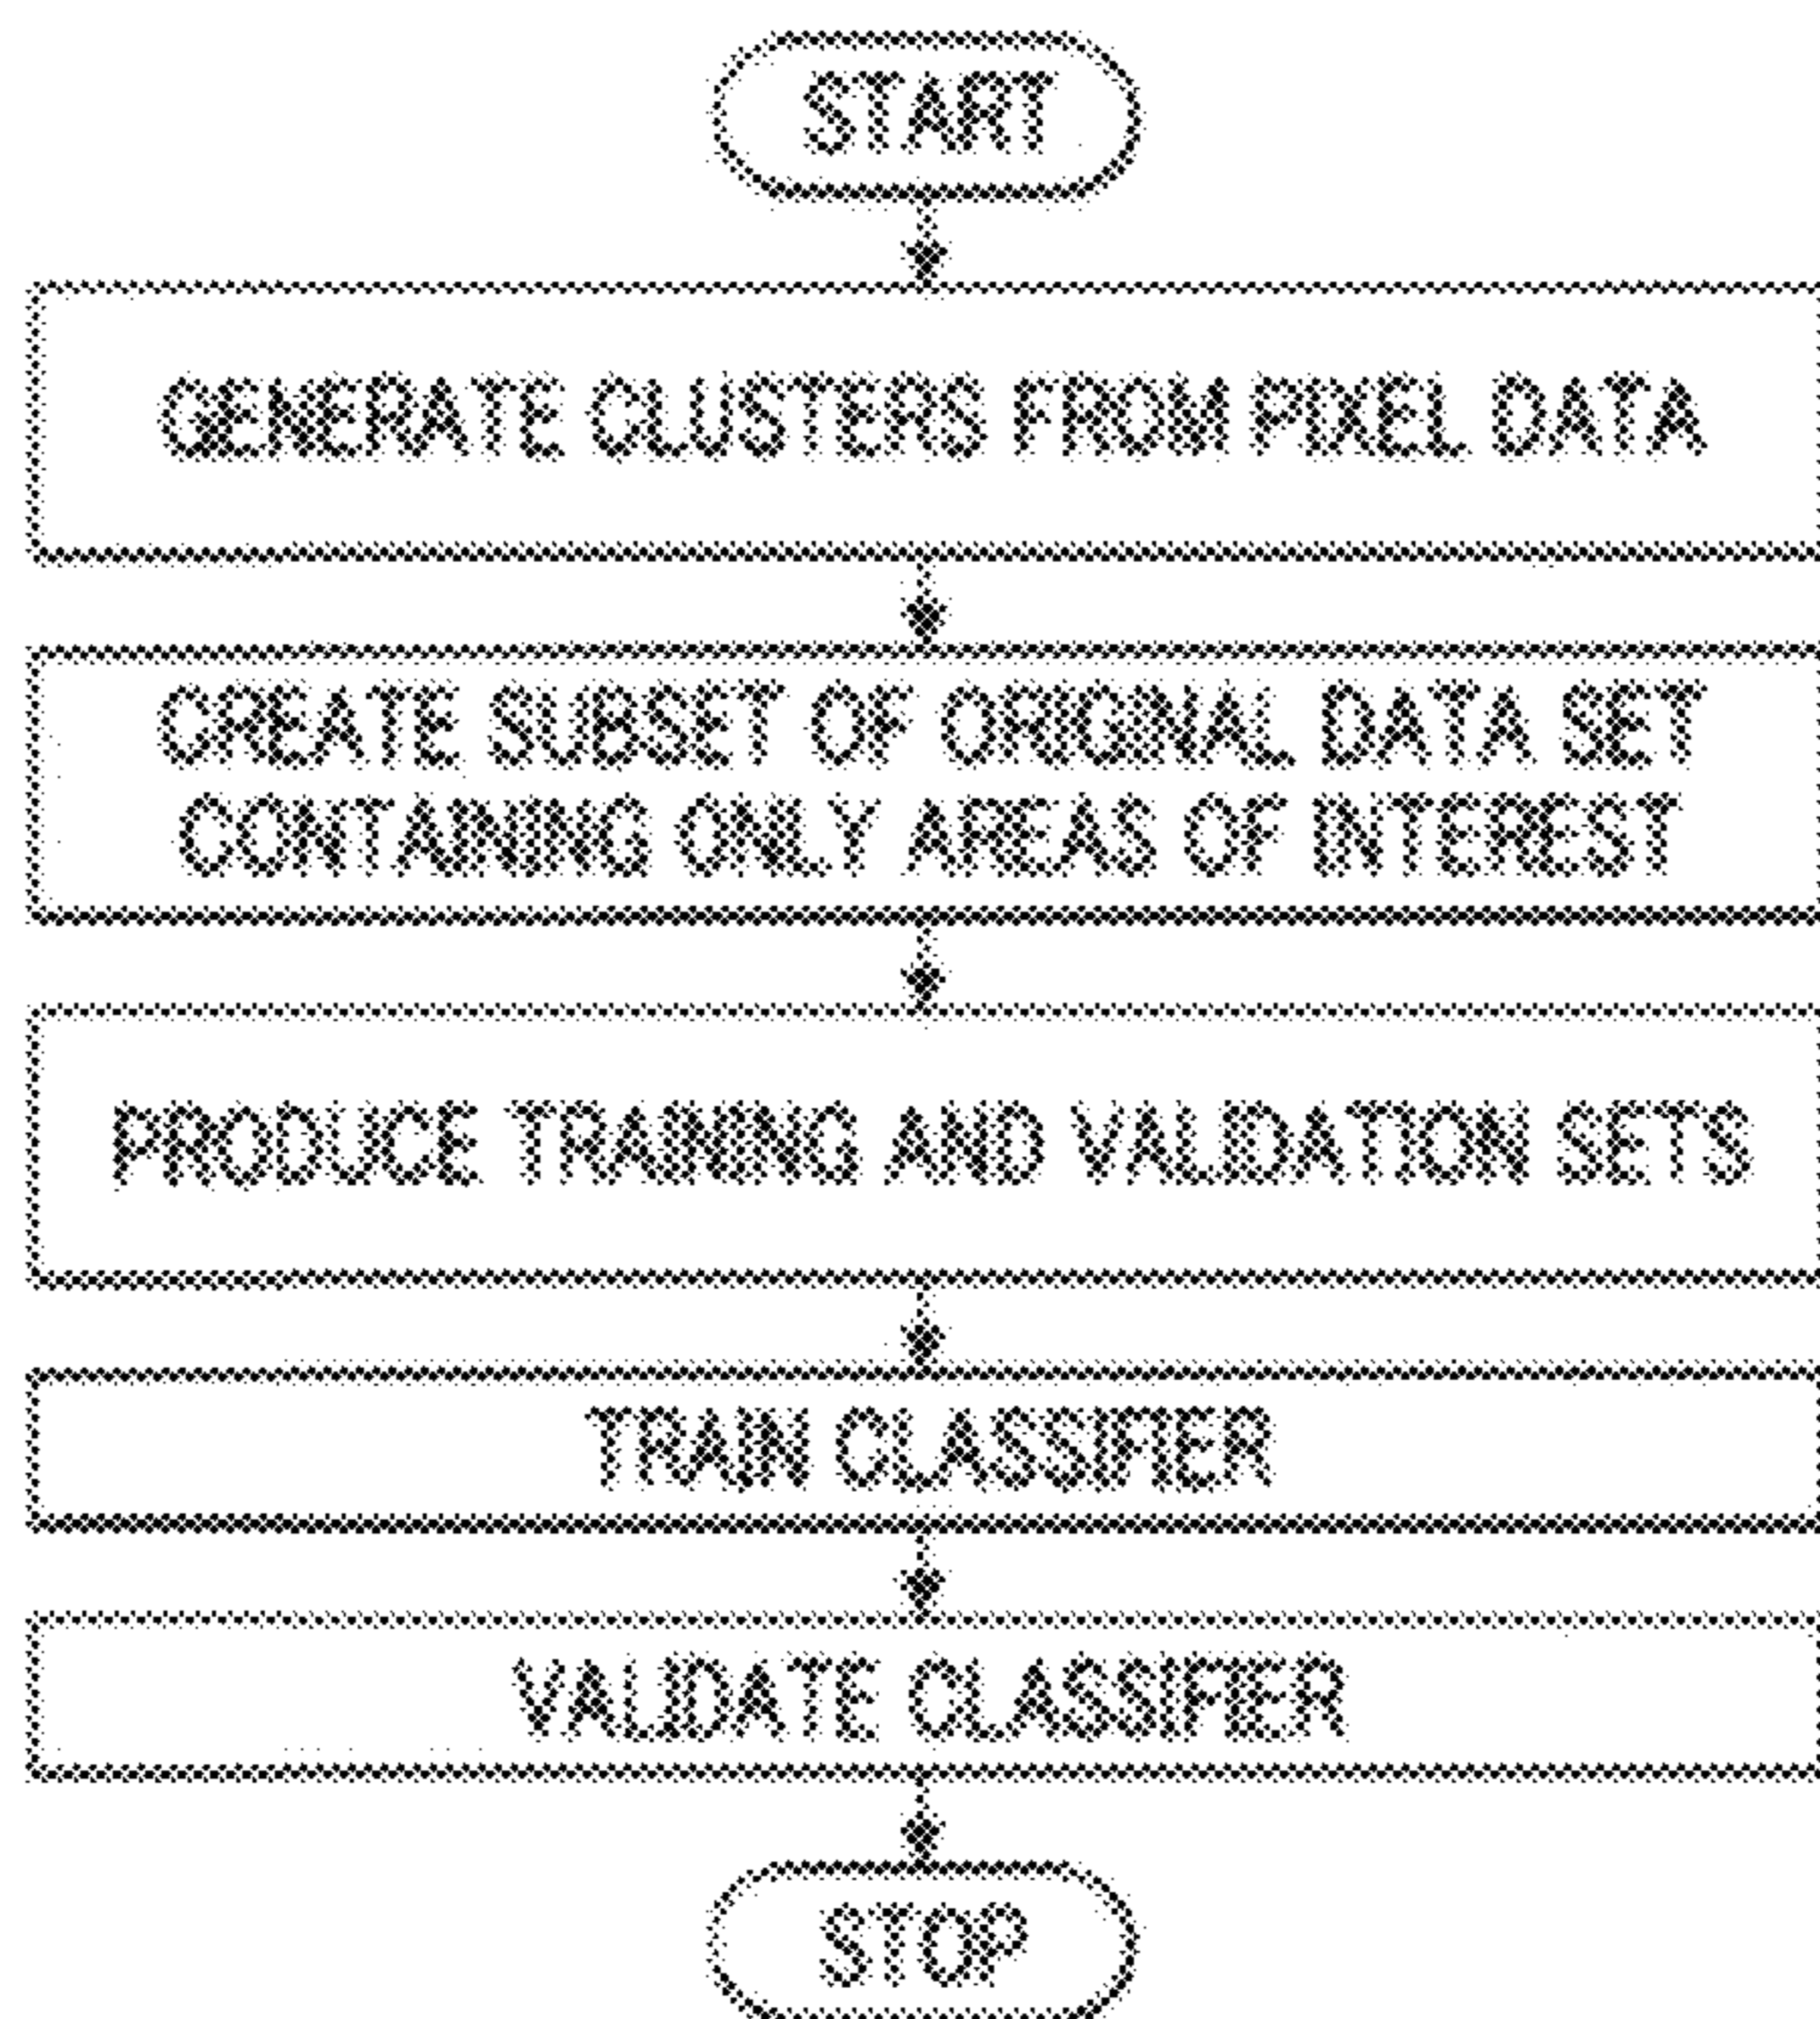 START
GENERATE CLUSTERS FROM PIXEL DATA
CREATE SUBSET OF ORIGINAL DATA SET
CONTAINING ONLY AREAS OF INTEREST
PRODUCE TRAINING AND VALIDATION SETS
TRAIN CLASSIFIER
VALIDATE CLASSIFIER
STOP